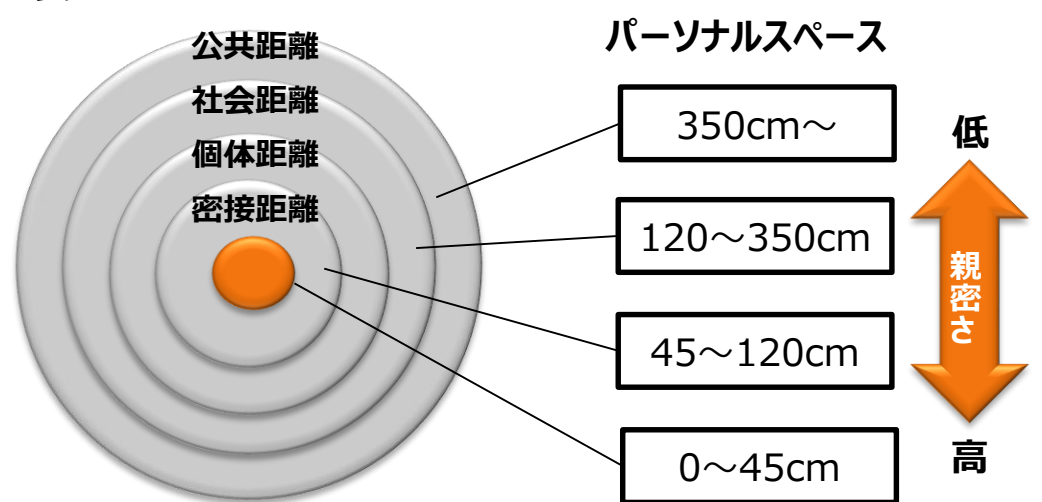 パーソナルスペース
公共距離
社会距離
個体距離
密接距離
350cm～
120～350cm
45～120cm
0～45cm
低
親密さ
高